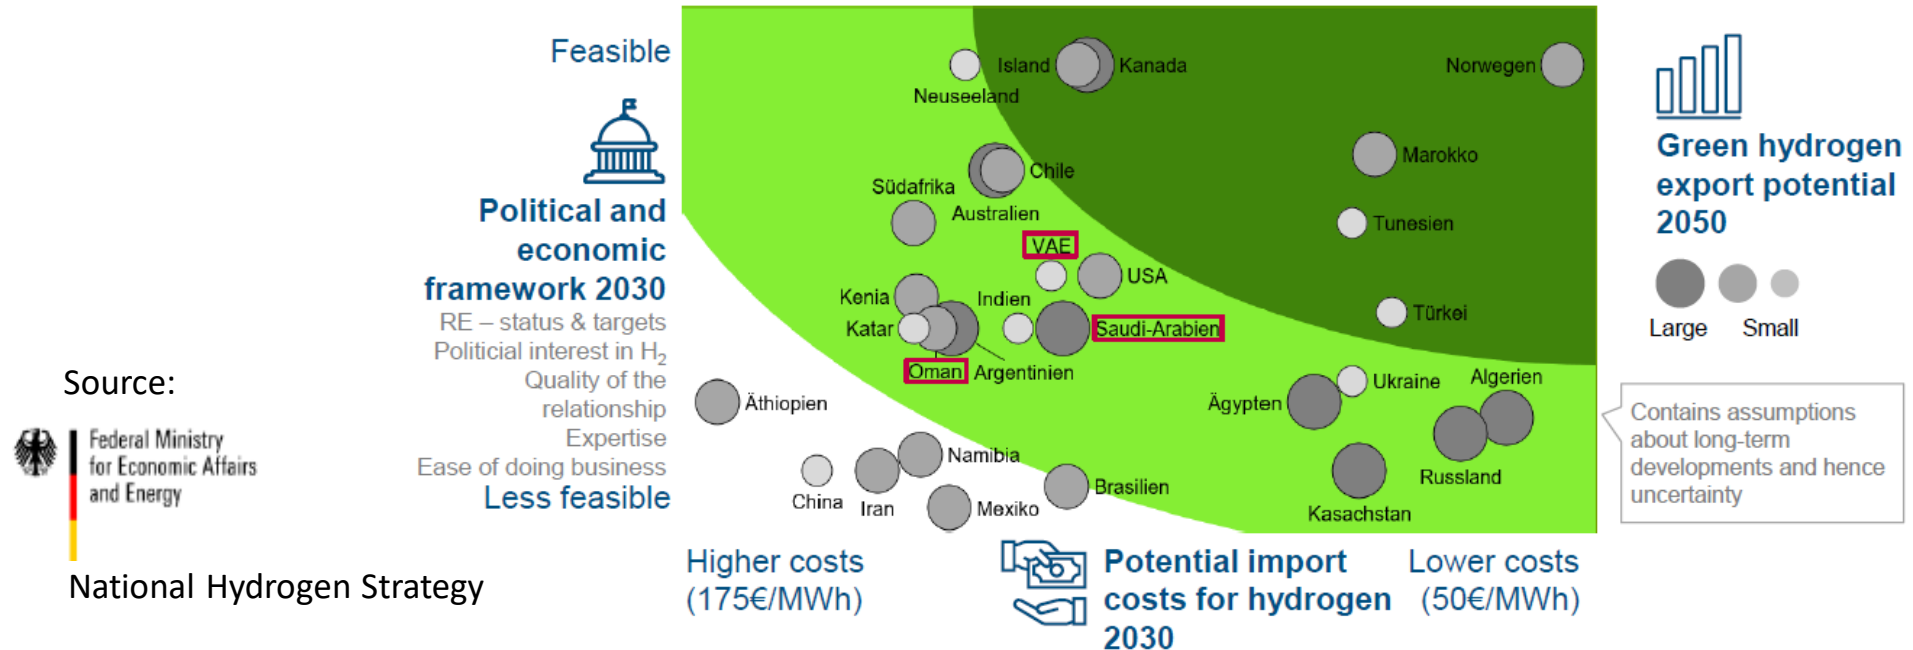 Feasible
Political and
economic
framework 2030
RE – status & targets
Politicial interest in H₂
Quality of the
relationship
Expertise
Ease of doing business
Less feasible
Source:
Federal Ministry
for Economic Affairs
and Energy
National Hydrogen Strategy
Neuseeland
Island
Kanada
Norwegen
Marokko
Chile
Südafrika
Australien
Tunesien
VAE
USA
Kenia
Indien
Katar
Saudi-Arabien
Türkei
Oman
Argentinien
Äthiopien
Ägypten
Ukraine
Algerien
Namibia
China
Iran
Mexiko
Brasilien
Russland
Kasachstan
Higher costs
(175€/MWh)
Potential import
costs for hydrogen
2030
Lower costs
(50€/MWh)
Green hydrogen
export potential
2050
Large Small
Contains assumptions
about long-term
developments and hence
uncertainty